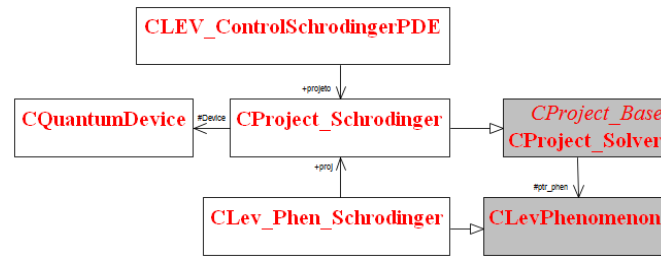 CLEV_ControlSchrodingerPDE
+projeto
CQuantumDevice
#Device
CProject_Schrodinger
CProject_Base
CProject_Solver
+proj
#ptr_phen
CLev_Phen_Schrodinger
CLevPhenomenon